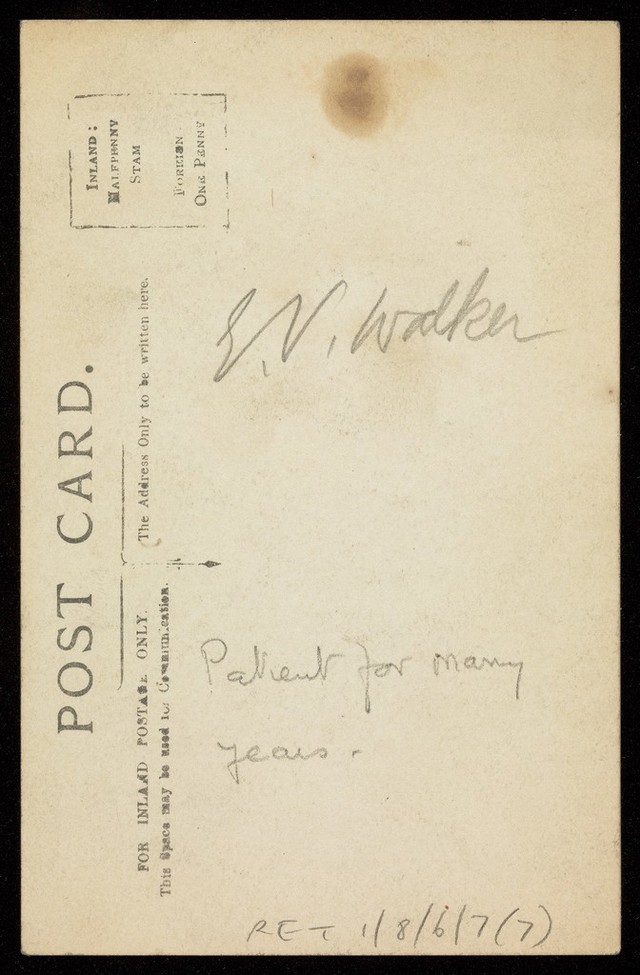 POST CARD.
FOR INLAND POSTAGE ONLY.
This Space may be used for Communication.
The Address Only to be written here.
INLAND:
HALFPENNY
STAM
FOREIGN
ONE PENNY
E.V. Walker
Patient for many
years.
RET 1/8/6/7(7)